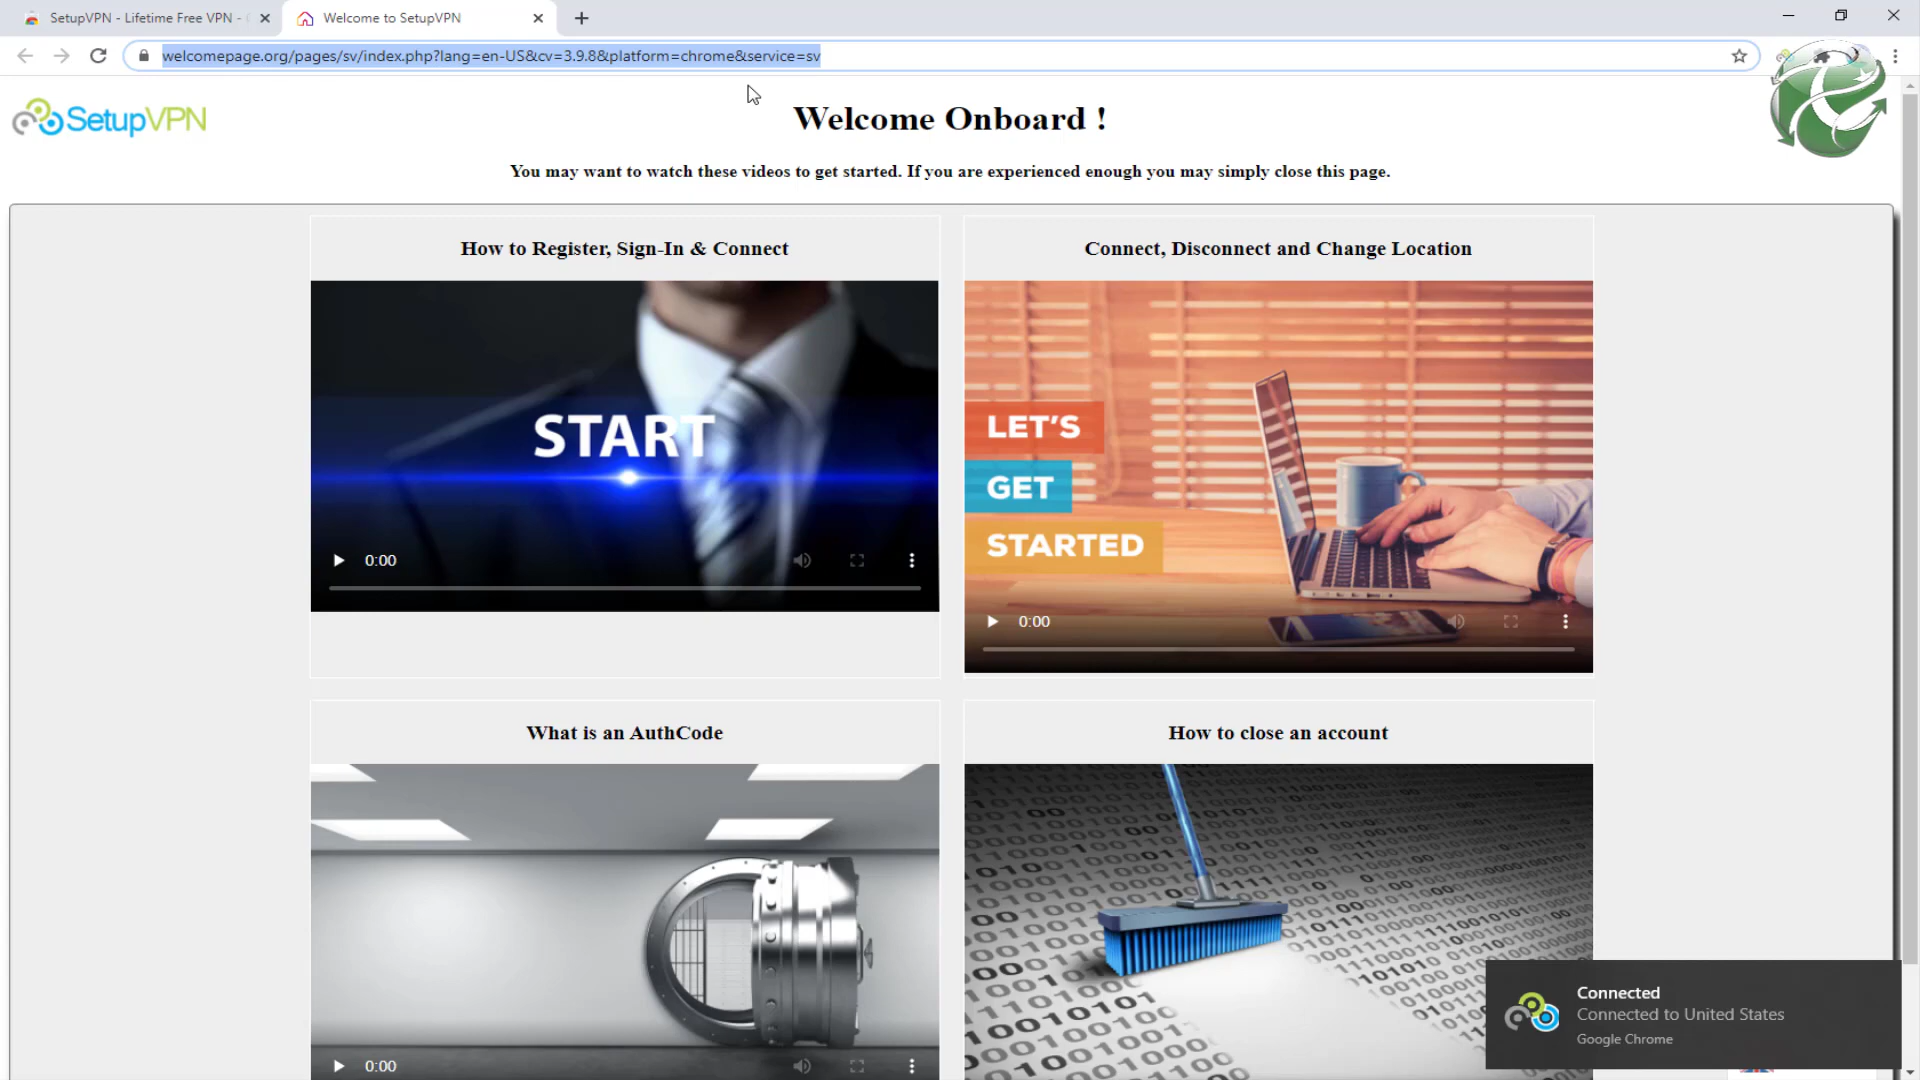 SetupVPN - Lifetime Free VPN -
Welcome to SetupVPN
welcomepage.org/pages/sv/index.php?lang=en-US&cv=3.9.8&platform=chrome&service=sv
SetupVPN
Welcome Onboard !
You may want to watch these videos to get started. If you are experienced enough you may simply close this page.
How to Register, Sign-In & Connect
Connect, Disconnect and Change Location
START
LET'S
GET
STARTED
0:00
0:00
What is an AuthCode
How to close an account
0:00
Connected
Connected to United States
Google Chrome